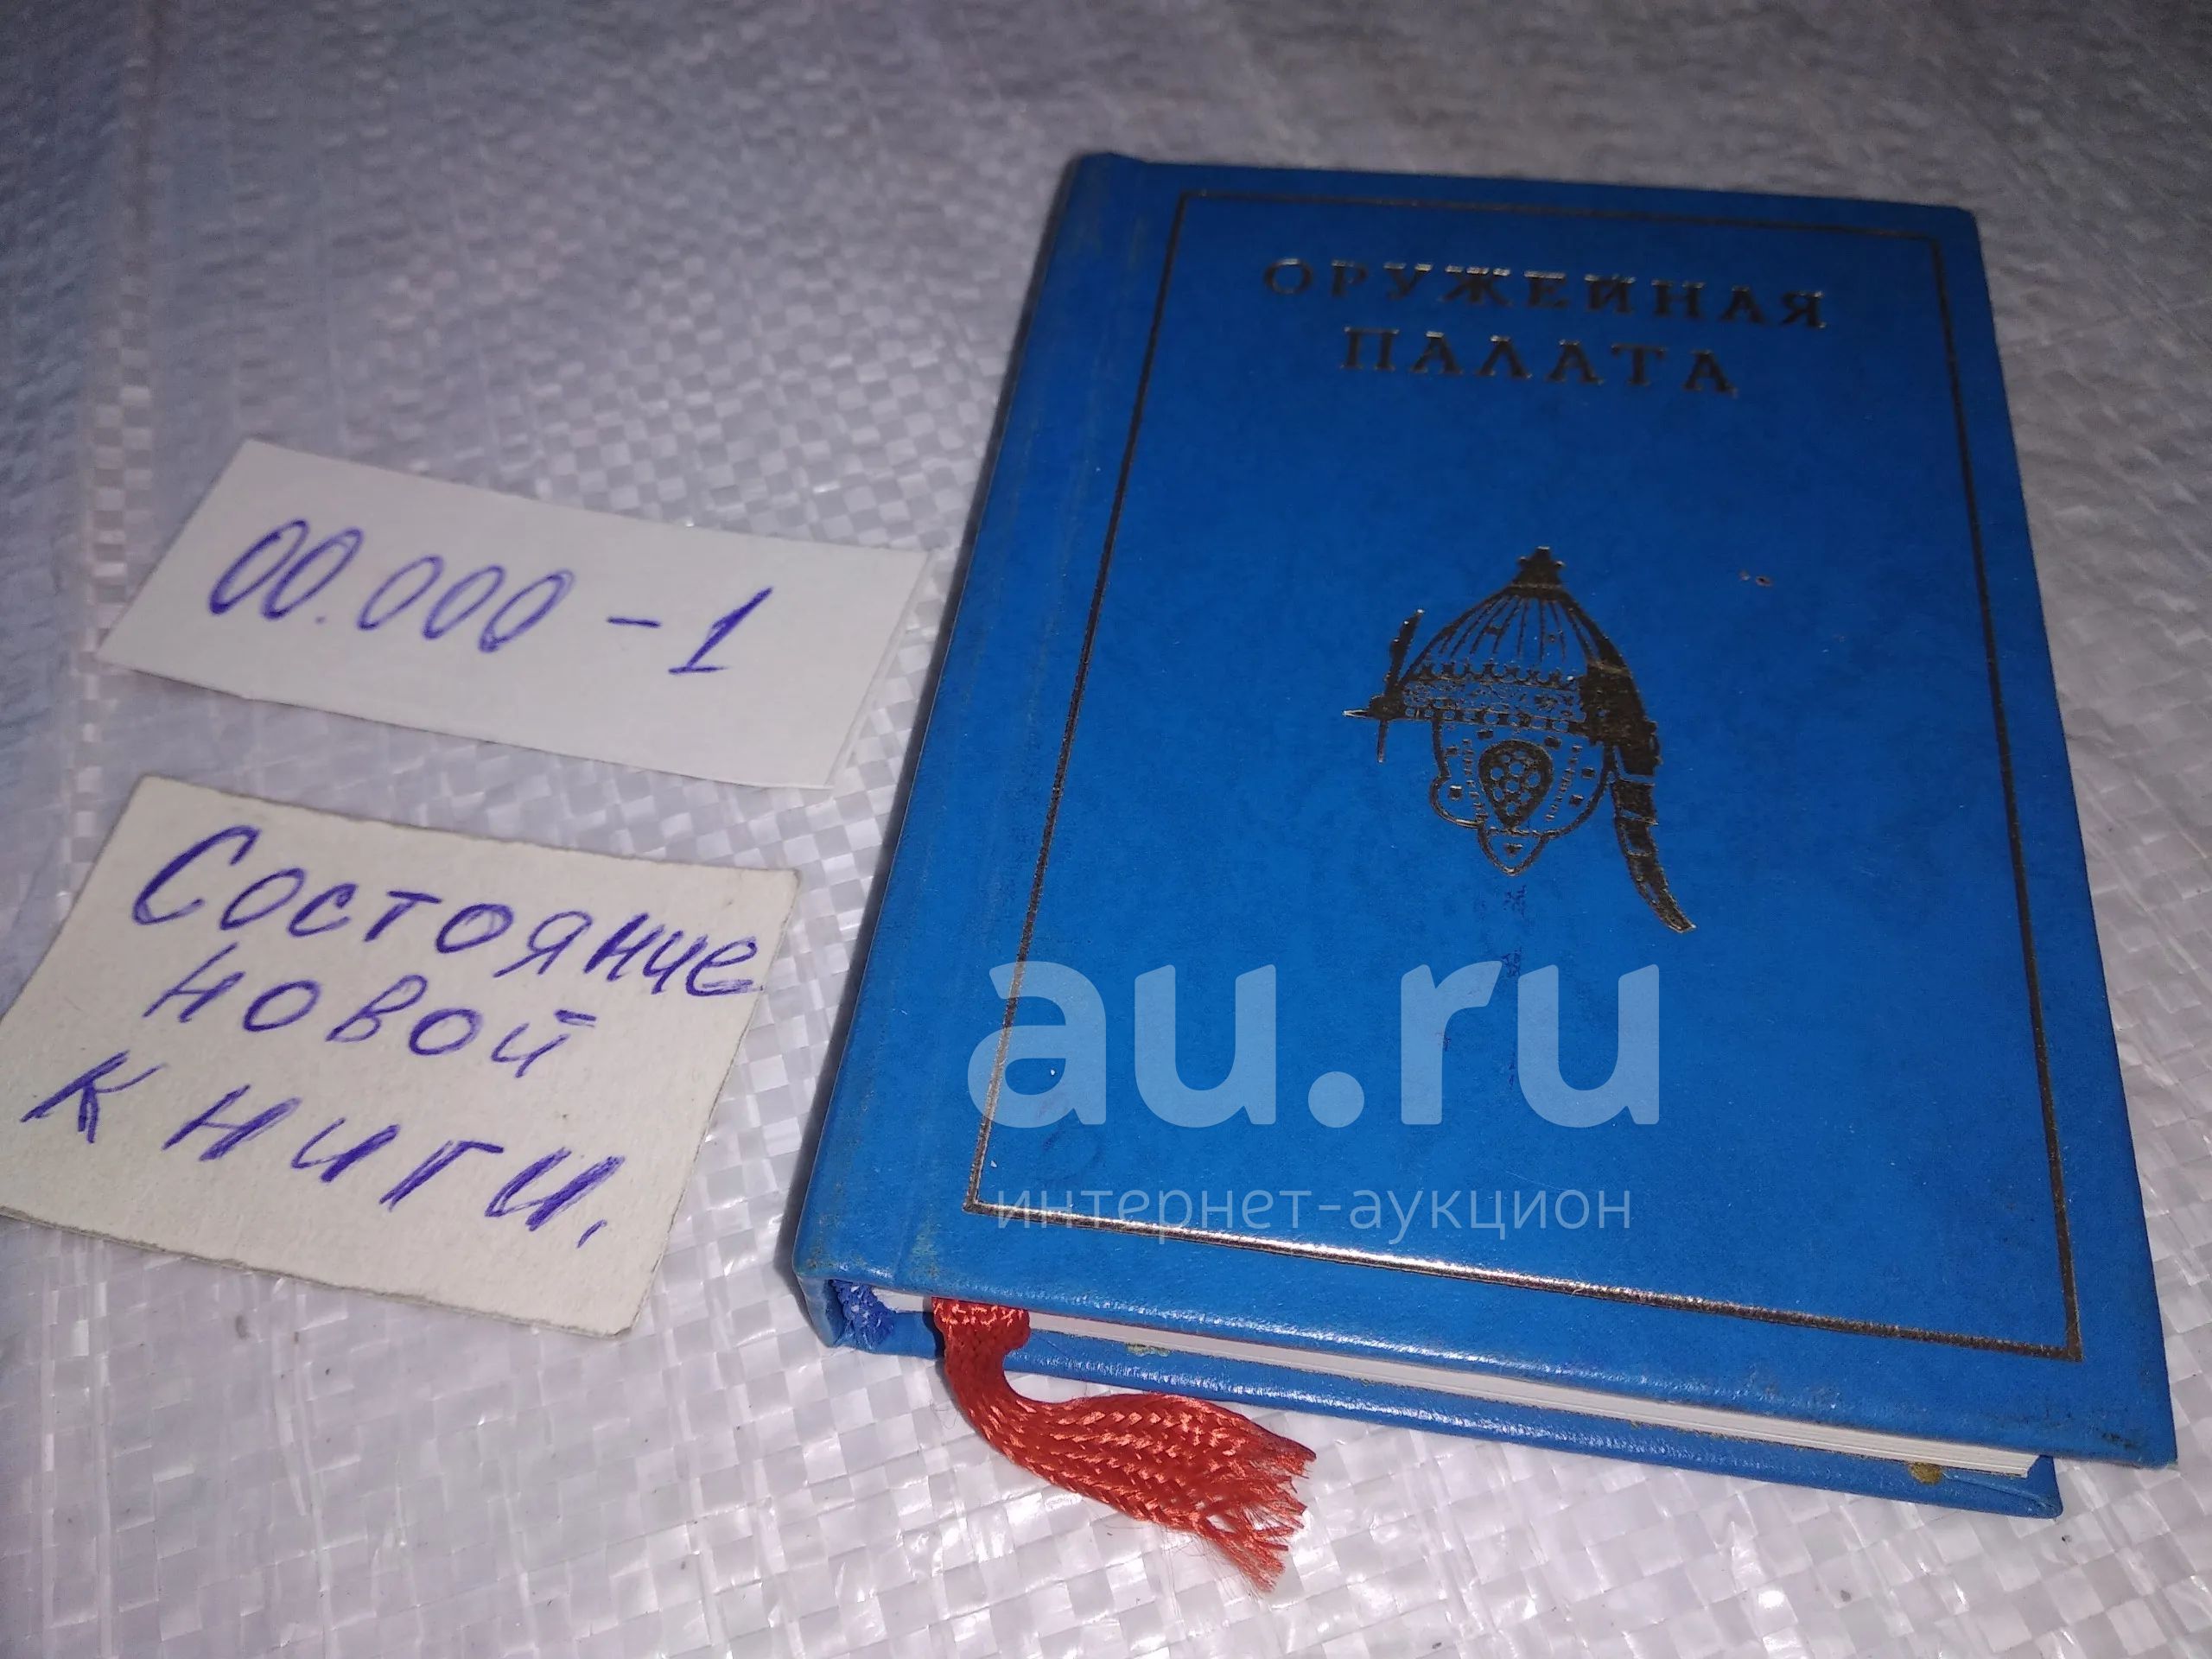 ОРУЖЕЙНАЯ
ПАЛАТА
00.000-1
Состояние
новой
книги.
au.ru
интернет-аукцион